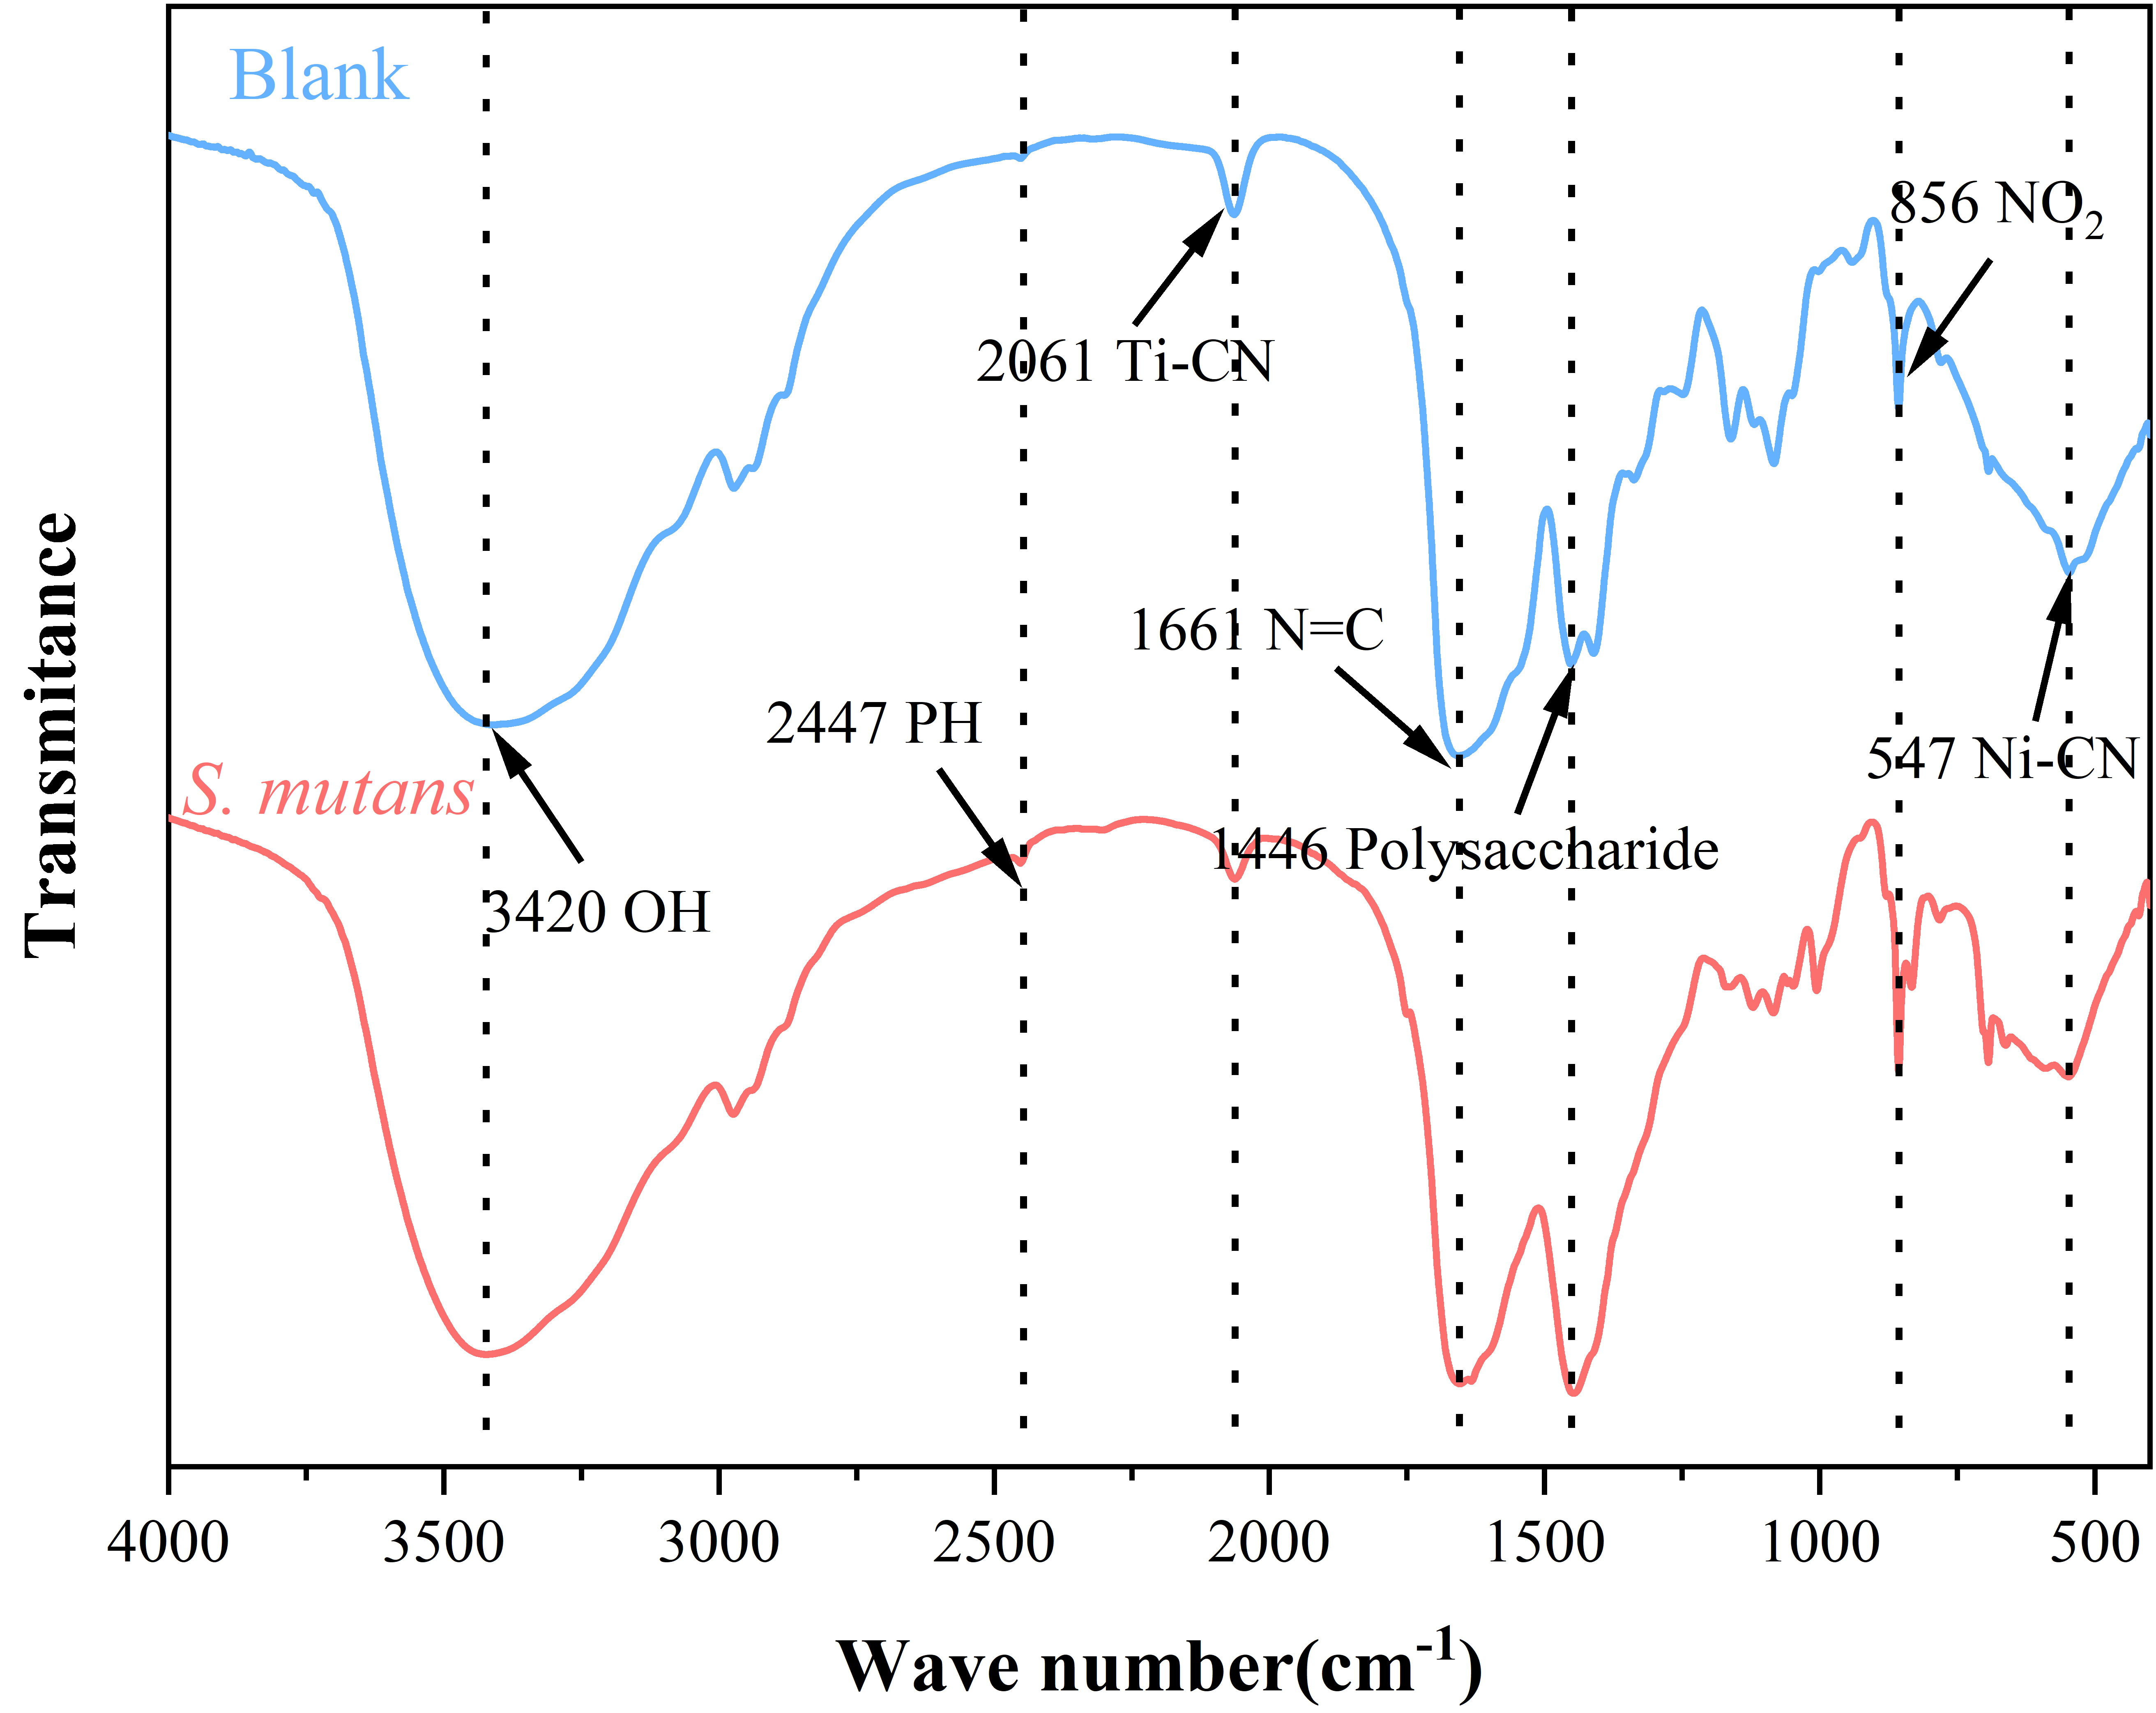 Blank
856 NO₂
2061 Ti-CN
1661 N=C
2447 PH
547 Ni-CN
S. mutans
1446 Polysaccharide
3420 OH
Transmitance
4000 3500 3000 2500 2000 1500 1000 500
Wave number(cm⁻¹)